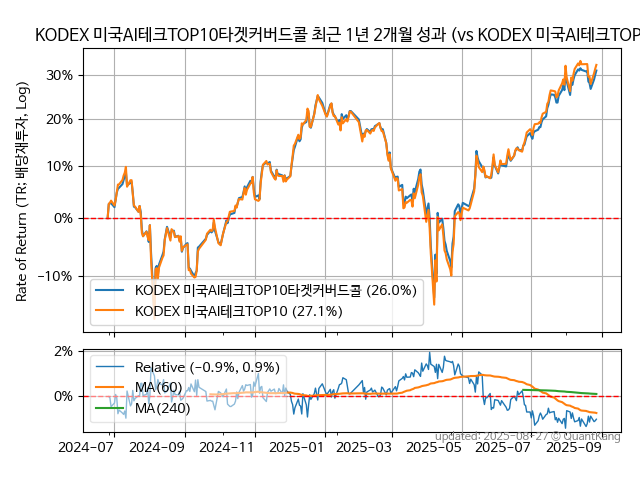 KODEX 미국AI테크TOP10타겟커버드콜 최근 1년 2개월 성과 (vs KODEX 미국AI테크TOP
Rate of Return (TR: 배당재투자, Log)
30%
20%
10%
0%
−10%
KODEX 미국AI테크TOP10타겟커버드콜 (26.0%)
KODEX 미국AI테크TOP10 (27.1%)
2%
0%
Relative (−0.9%, 0.9%)
MA(60)
MA(240)
updated: 2025-08-27 © QuantKang
2024-07 2024-09 2024-11 2025-01 2025-03 2025-05 2025-07 2025-09